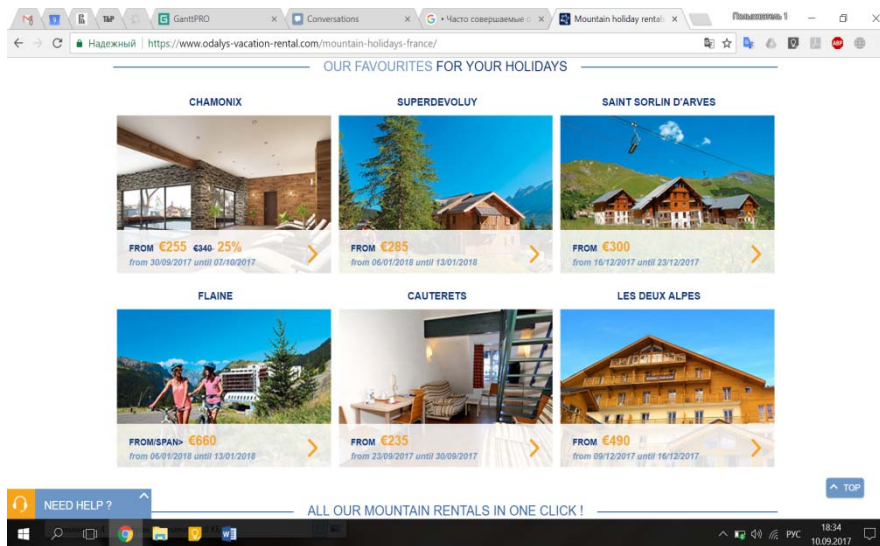 GanttPRO
Conversations
• Часто совершаемые о
Mountain holiday rentals
Пользователь 1
Надежный
https://www.odalys-vacation-rental.com/mountain-holidays-france/
OUR FAVOURITES FOR YOUR HOLIDAYS
CHAMONIX
FROM €255 €340 25%
from 30/09/2017 until 07/10/2017
SUPERDEVOLUY
FROM €285
from 06/01/2018 until 13/01/2018
SAINT SORLIN D'ARVES
FROM €300
from 16/12/2017 until 23/12/2017
FLAINE
FROM/SPAN> €660
from 06/01/2018 until 13/01/2018
CAUTERETS
FROM €235
from 23/09/2017 until 30/09/2017
LES DEUX ALPES
FROM €490
from 09/12/2017 until 16/12/2017
TOP
NEED HELP ?
ALL OUR MOUNTAIN RENTALS IN ONE CLICK !
РУС
18:34
10.09.2017